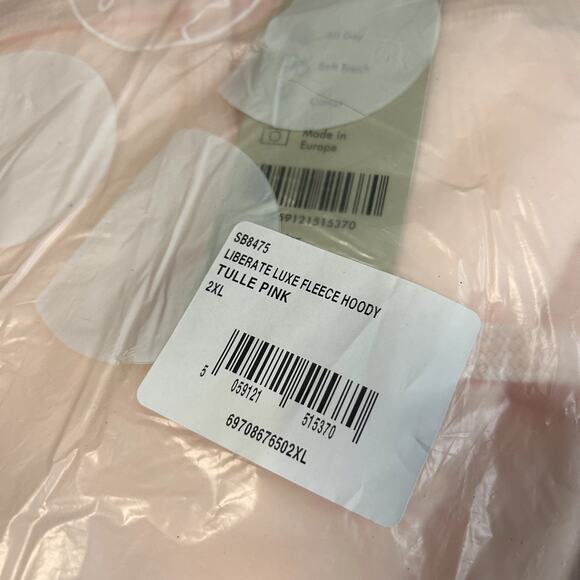 All Day
Soft Touch
Made in
Europe
59121515370
SB8475
LIBERATE LUXE FLEECE HOODY
TULLE PINK
2XL
5 059121 515370
69708676502XL